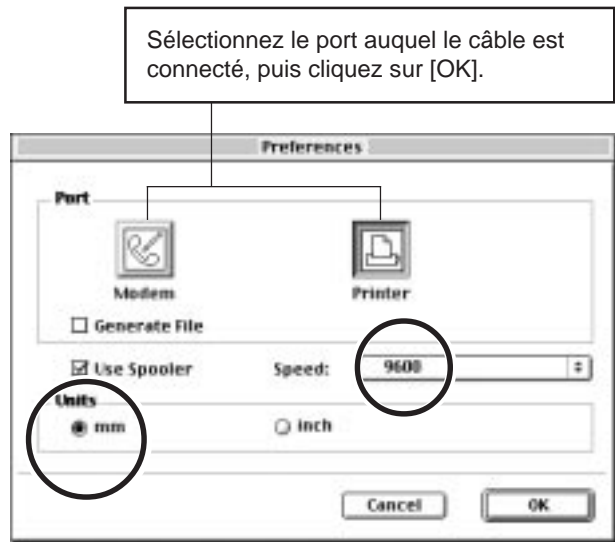 Sélectionnez le port auquel le câble est
connecté, puis cliquez sur [OK].
Preferences
Port
Modem Printer
Generate File
Use Spooler Speed: 9600
Units
mm inch
Cancel OK